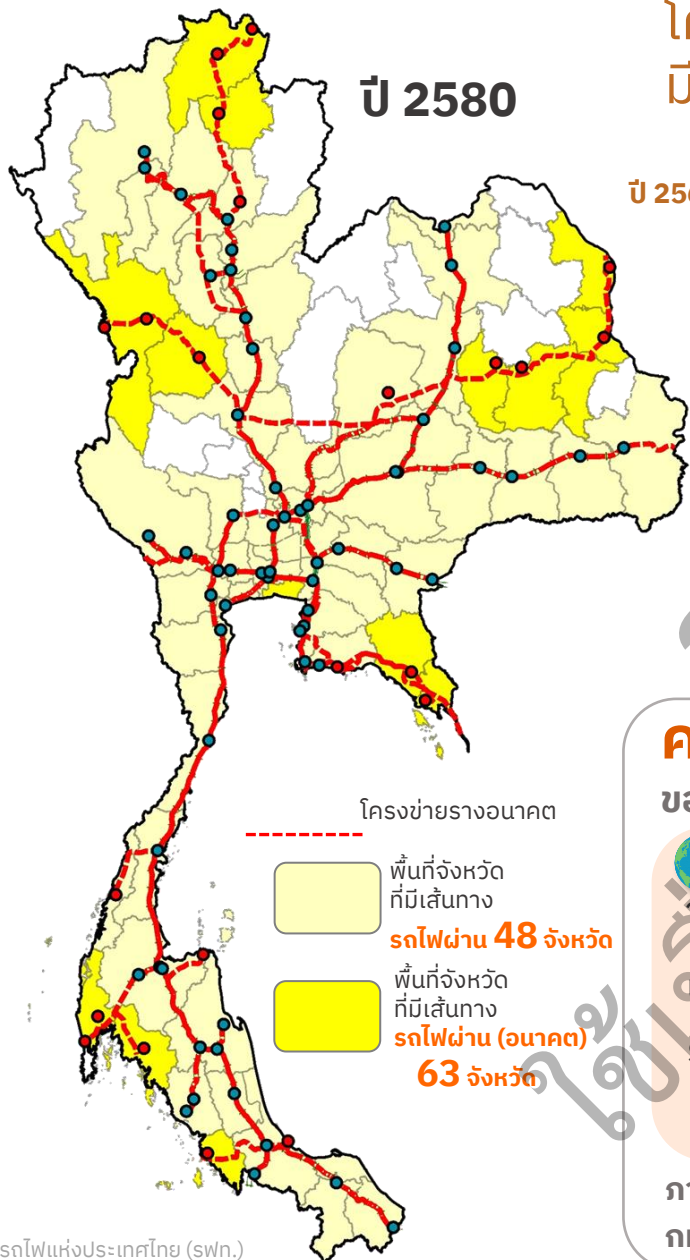 ปี 2580
โครงข่ายรางอนาคต
พื้นที่จังหวัด
ที่มีเส้นทาง
รถไฟผ่าน 48 จังหวัด
พื้นที่จังหวัด
ที่มีเส้นทาง
รถไฟผ่าน (อนาคต)
63 จังหวัด
รถไฟแห่งประเทศไทย (รฟท.)